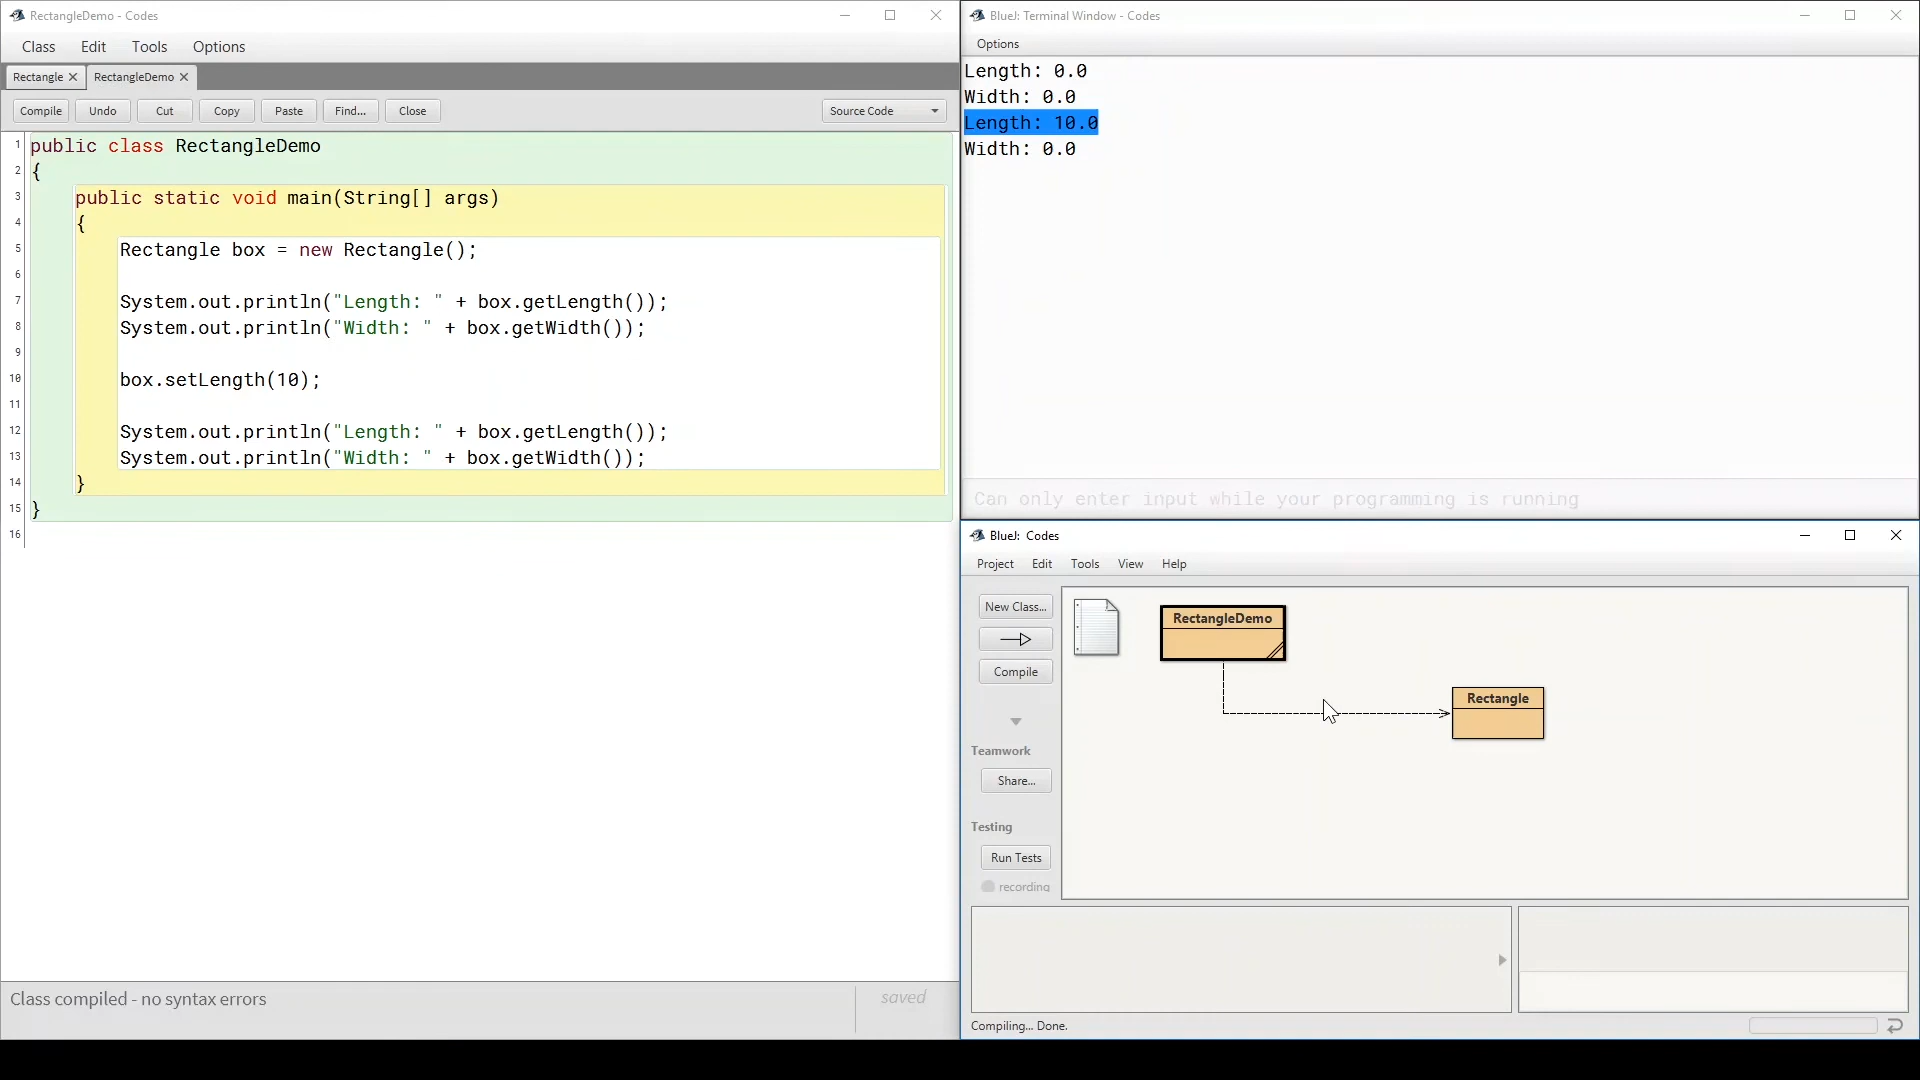 RectangleDemo - Codes
Class Edit Tools Options
Rectangle RectangleDemo
Compile Undo Cut Copy Paste Find... Close Source Code
1 public class RectangleDemo
2 {
3 public static void main(String[] args)
4 {
5 Rectangle box = new Rectangle();
6
7 System.out.println("Length: " + box.getLength());
8 System.out.println("Width: " + box.getWidth());
9
10 box.setLength(10);
11
12 System.out.println("Length: " + box.getLength());
13 System.out.println("Width: " + box.getWidth());
14 }
15 }
16
Class compiled - no syntax errors
saved
BlueJ: Terminal Window - Codes
Options
Length: 0.0
Width: 0.0
Length: 10.0
Width: 0.0
Can only enter input while your programming is running
BlueJ: Codes
Project Edit Tools View Help
New Class...
Compile
Teamwork
Share...
Testing
Run Tests
recording
RectangleDemo
Rectangle
Compiling... Done.